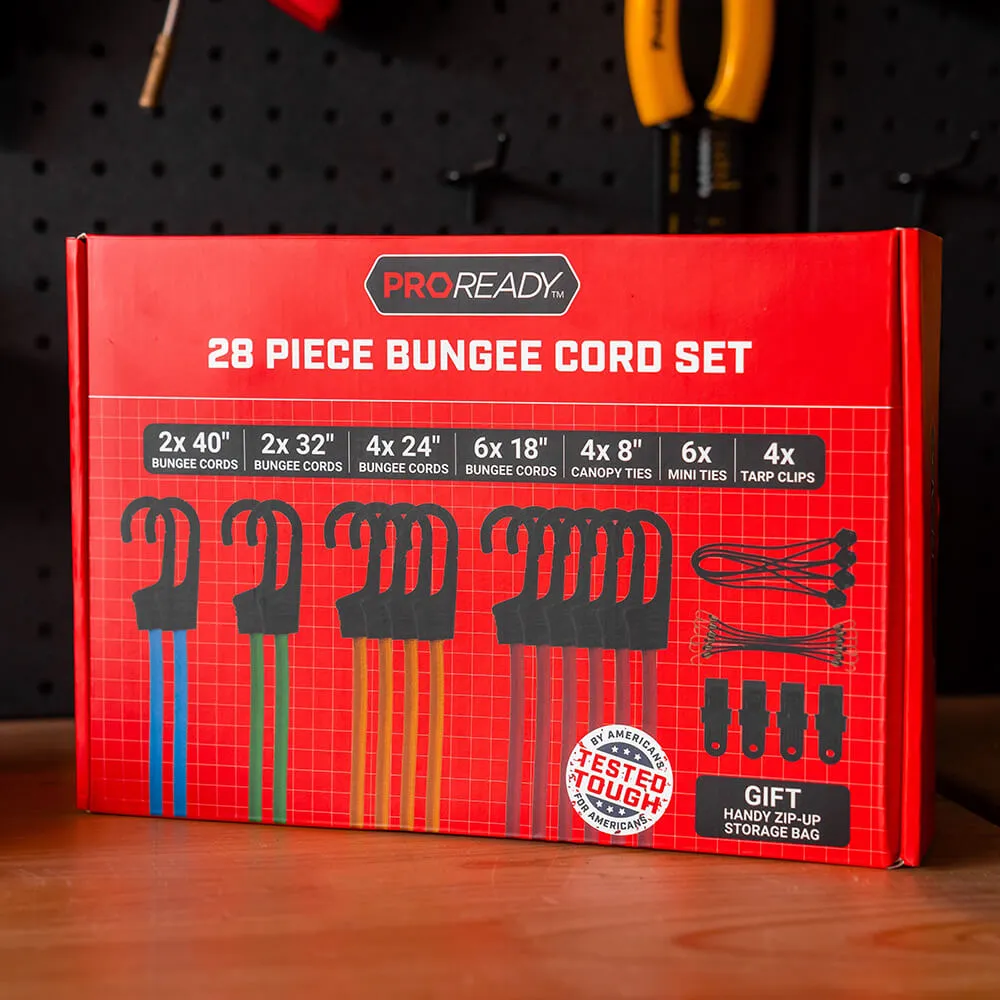 PROREADY™
28 PIECE BUNGEE CORD SET
2x 40" 2x 32" 4x 24" 6x 18" 4x 8" 6x 4x
BUNGEE CORDS BUNGEE CORDS BUNGEE CORDS BUNGEE CORDS CANOPY TIES MINI TIES TARP CLIPS
BY AMERICANS
TESTED
TOUGH
FOR AMERICANS
GIFT
HANDY ZIP-UP
STORAGE BAG